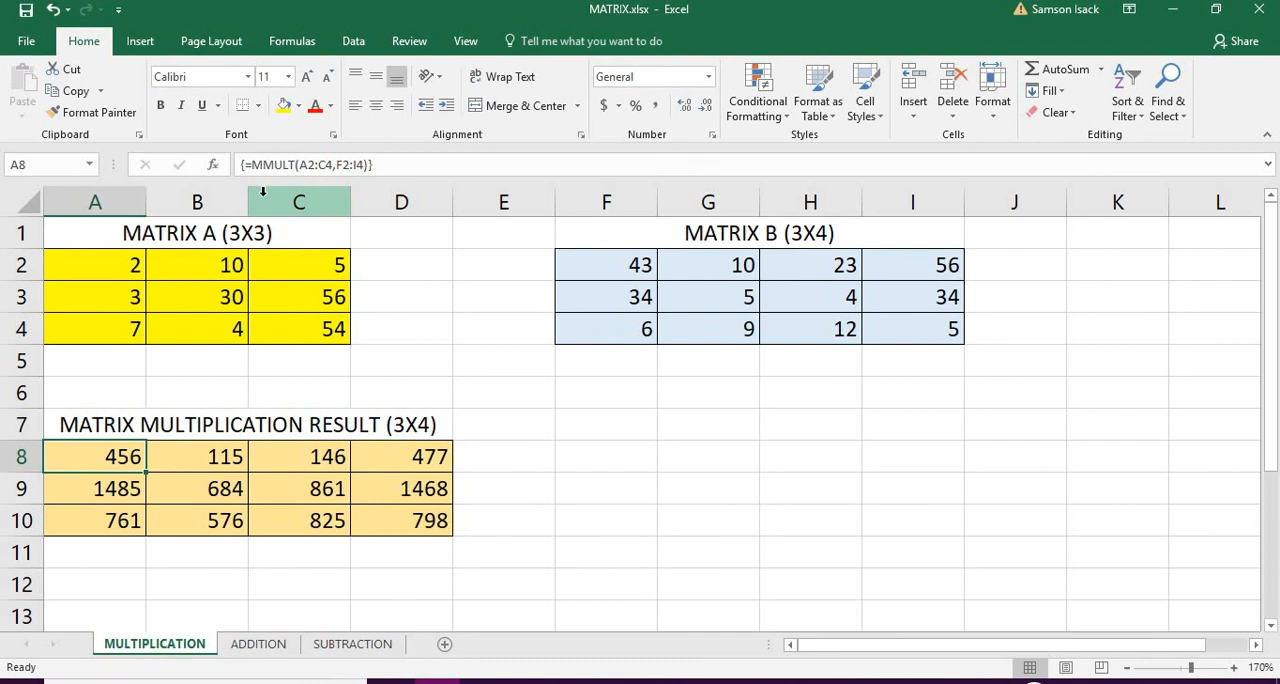 MATRIX.xlsx - Excel
Samson Isack
File Home Insert Page Layout Formulas Data Review View Tell me what you want to do Share
Paste
Cut
Copy
Format Painter
Clipboard
Calibri 11
B I U
Font
Wrap Text
Merge & Center
Alignment
General
$ % ,
Number
Conditional Formatting
Format as Table
Cell Styles
Styles
Insert Delete Format
Cells
AutoSum
Fill
Clear
Sort & Filter
Find & Select
Editing
A8 fx {=MMULT(A2:C4,F2:I4)}
A B C D E F G H I J K L
1 MATRIX A (3X3) MATRIX B (3X4)
2 2 10 5 43 10 23 56
3 3 30 56 34 5 4 34
4 7 4 54 6 9 12 5
5
6
7 MATRIX MULTIPLICATION RESULT (3X4)
8 456 115 146 477
9 1485 684 861 1468
10 761 576 825 798
11
12
13
MULTIPLICATION ADDITION SUBTRACTION
Ready 170%